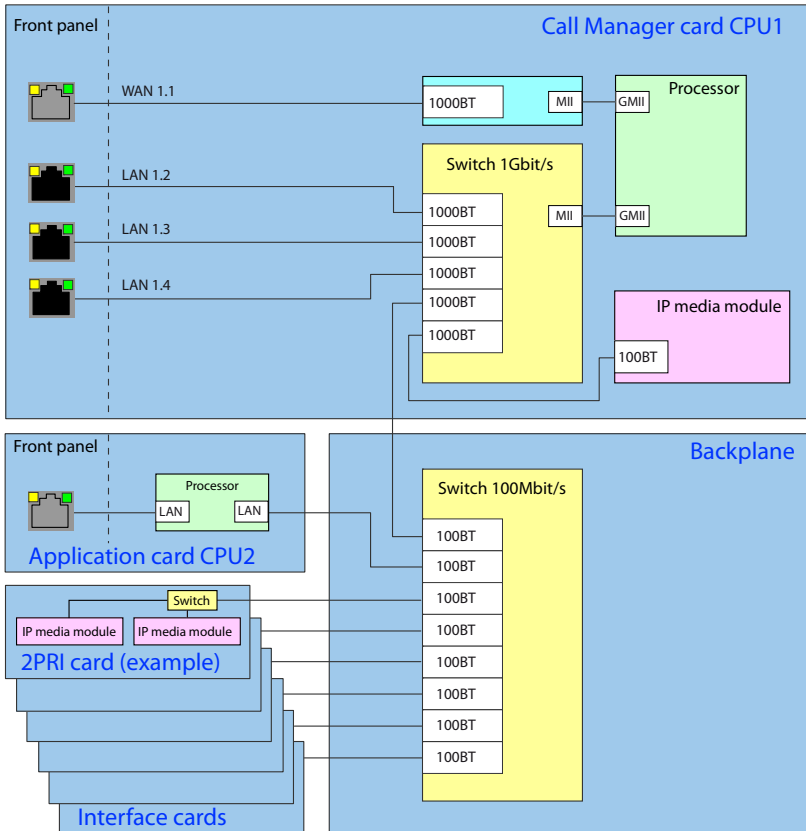 Front panel
Call Manager card CPU1
WAN 1.1
1000BT
MII
GMII
Processor
Switch 1Gbit/s
LAN 1.2
1000BT
MII
GMII
LAN 1.3
1000BT
LAN 1.4
1000BT
1000BT
1000BT
IP media module
100BT
Front panel
Processor
LAN
LAN
Application card CPU2
Backplane
Switch 100Mbit/s
100BT
100BT
100BT
100BT
100BT
100BT
100BT
100BT
Switch
IP media module
IP media module
2PRI card (example)
Interface cards